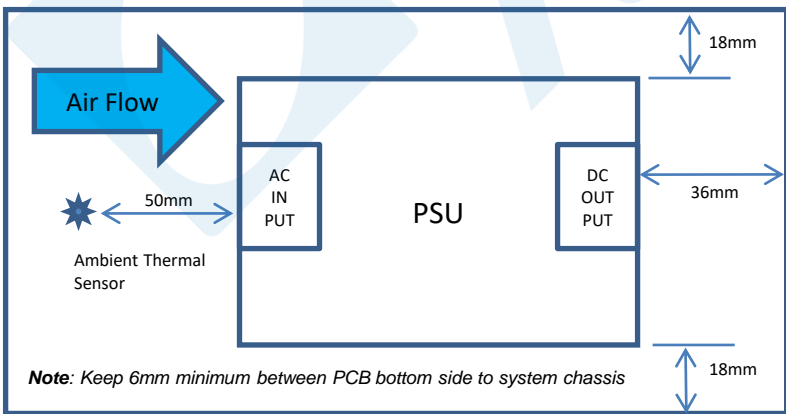 18mm
Air Flow
AC
IN
PUT
DC
OUT
PUT
50mm
PSU
36mm
Ambient Thermal
Sensor
Note: Keep 6mm minimum between PCB bottom side to system chassis
18mm